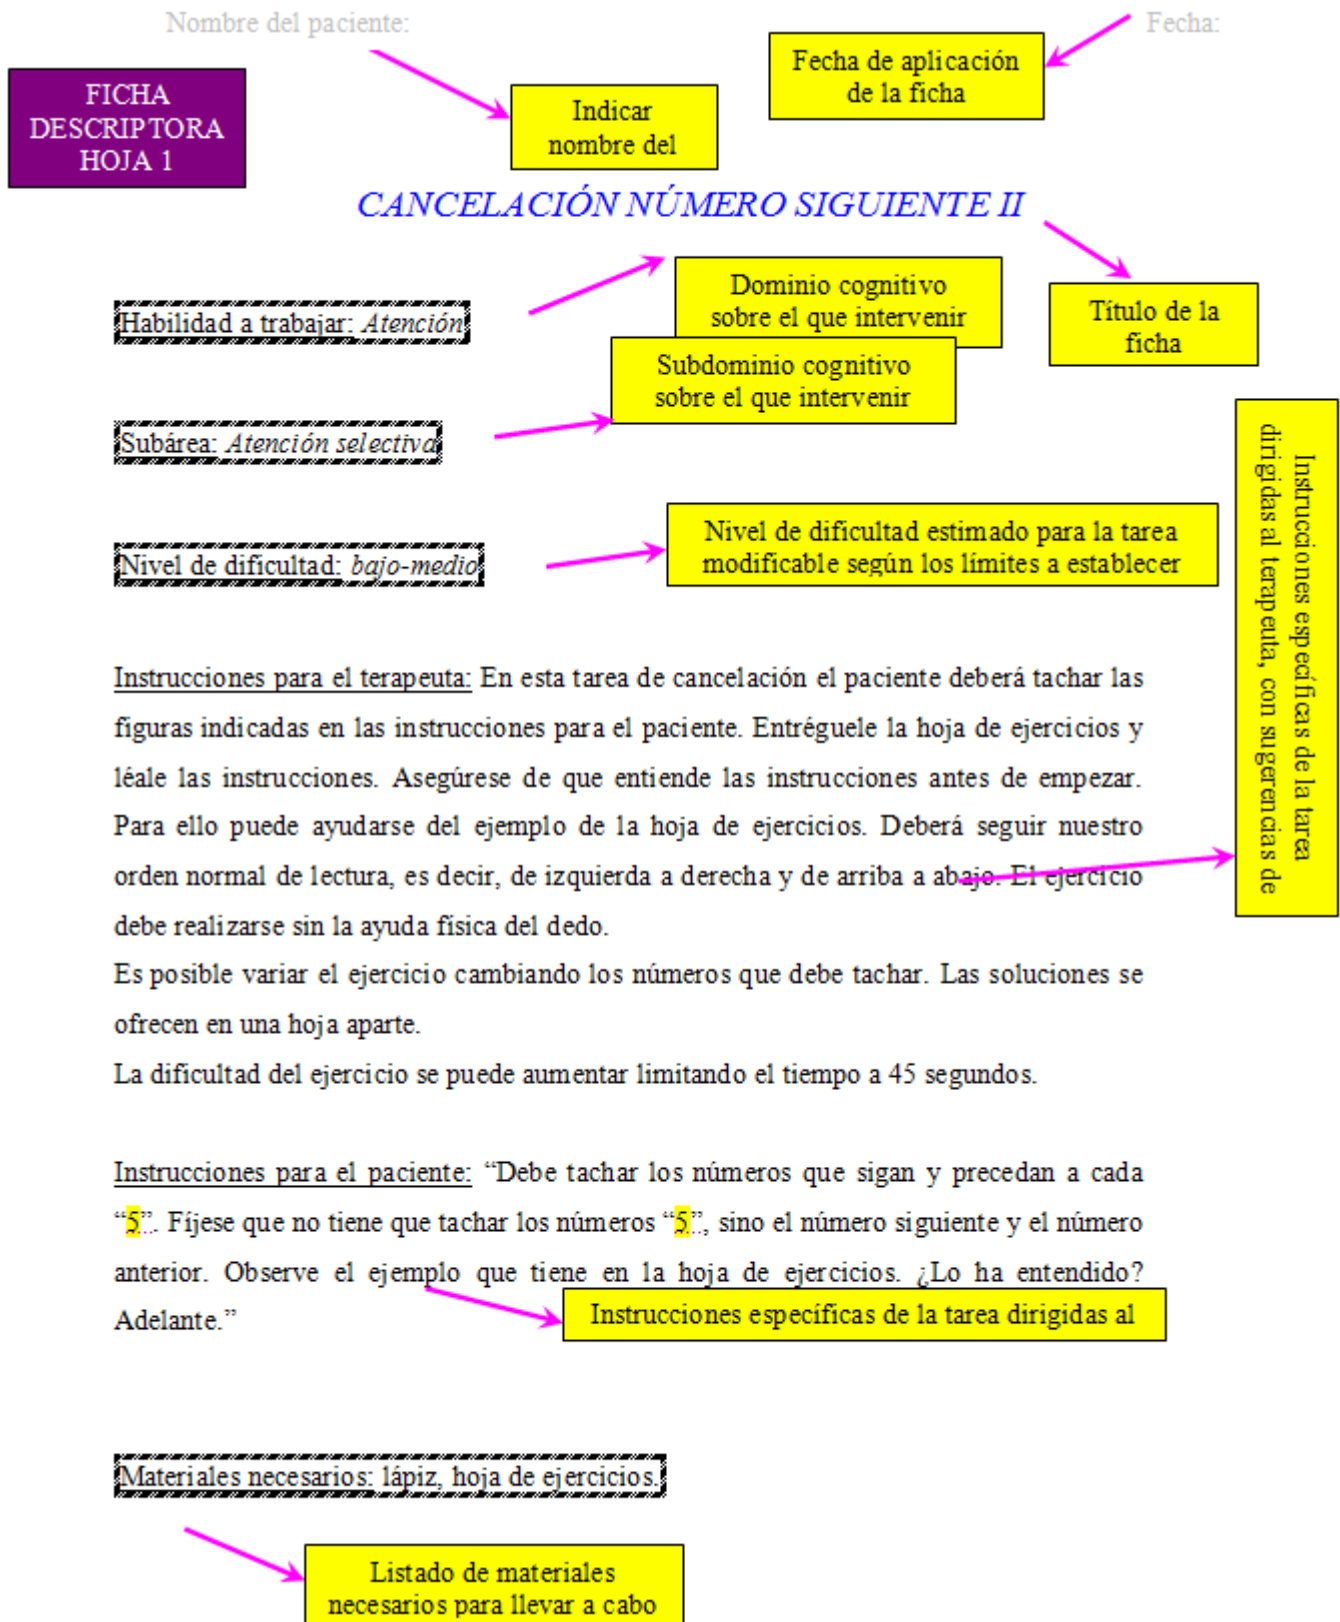 Nombre del paciente:
Fecha:
Fecha de aplicación
de la ficha
FICHA
DESCRIPTORA
HOJA 1
Indicar
nombre del
CANCELACIÓN NÚMERO SIGUIENTE II
Dominio cognitivo
sobre el que intervenir
Habilidad a trabajar: Atención
Título de la
ficha
Subdominio cognitivo
sobre el que intervenir
Subárea: Atención selectiva
Instrucciones específicas de la tarea
dirigidas al terapeuta, con sugerencias de
Nivel de dificultad estimado para la tarea
modificable según los límites a establecer
Nivel de dificultad: bajo-medio
Instrucciones para el terapeuta: En esta tarea de cancelación el paciente deberá tachar las
figuras indicadas en las instrucciones para el paciente. Entréguele la hoja de ejercicios y
léale las instrucciones. Asegúrese de que entiende las instrucciones antes de empezar.
Para ello puede ayudarse del ejemplo de la hoja de ejercicios. Deberá seguir nuestro
orden normal de lectura, es decir, de izquierda a derecha y de arriba a abajo. El ejercicio
debe realizarse sin la ayuda física del dedo.
Es posible variar el ejercicio cambiando los números que debe tachar. Las soluciones se
ofrecen en una hoja aparte.
La dificultad del ejercicio se puede aumentar limitando el tiempo a 45 segundos.
Instrucciones para el paciente: “Debe tachar los números que sigan y precedan a cada
“5”. Fíjese que no tiene que tachar los números “5”, sino el número siguiente y el número
anterior. Observe el ejemplo que tiene en la hoja de ejercicios. ¿Lo ha entendido?
Adelante.”
Instrucciones específicas de la tarea dirigidas al
Materiales necesarios: lápiz, hoja de ejercicios.
Listado de materiales
necesarios para llevar a cabo